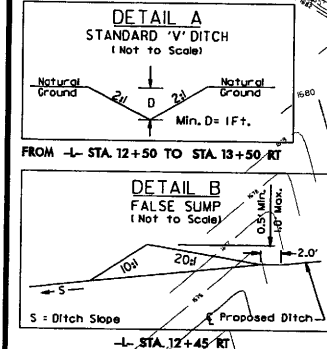 DETAIL A
STANDARD 'V' DITCH
( Not to Scale)
Natural Ground
Natural Ground
2:1
D
2:1
Min. D= 1Ft.
1680
FROM -L- STA. 12+50 TO STA. 13+50 RT
DETAIL B
FALSE SUMP
( Not to Scale)
0.5' Min.
1.0' Max.
2.0'
10:1
20:1
S
S = Ditch Slope
℄ Proposed Ditch
-L- STA. 12+45 RT